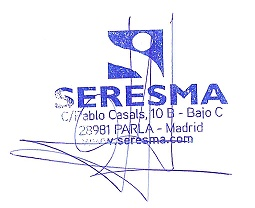 SERESMA
C/Pablo Casals, 10 B - Bajo C
28981 PARLA - Madrid
www.seresma.com